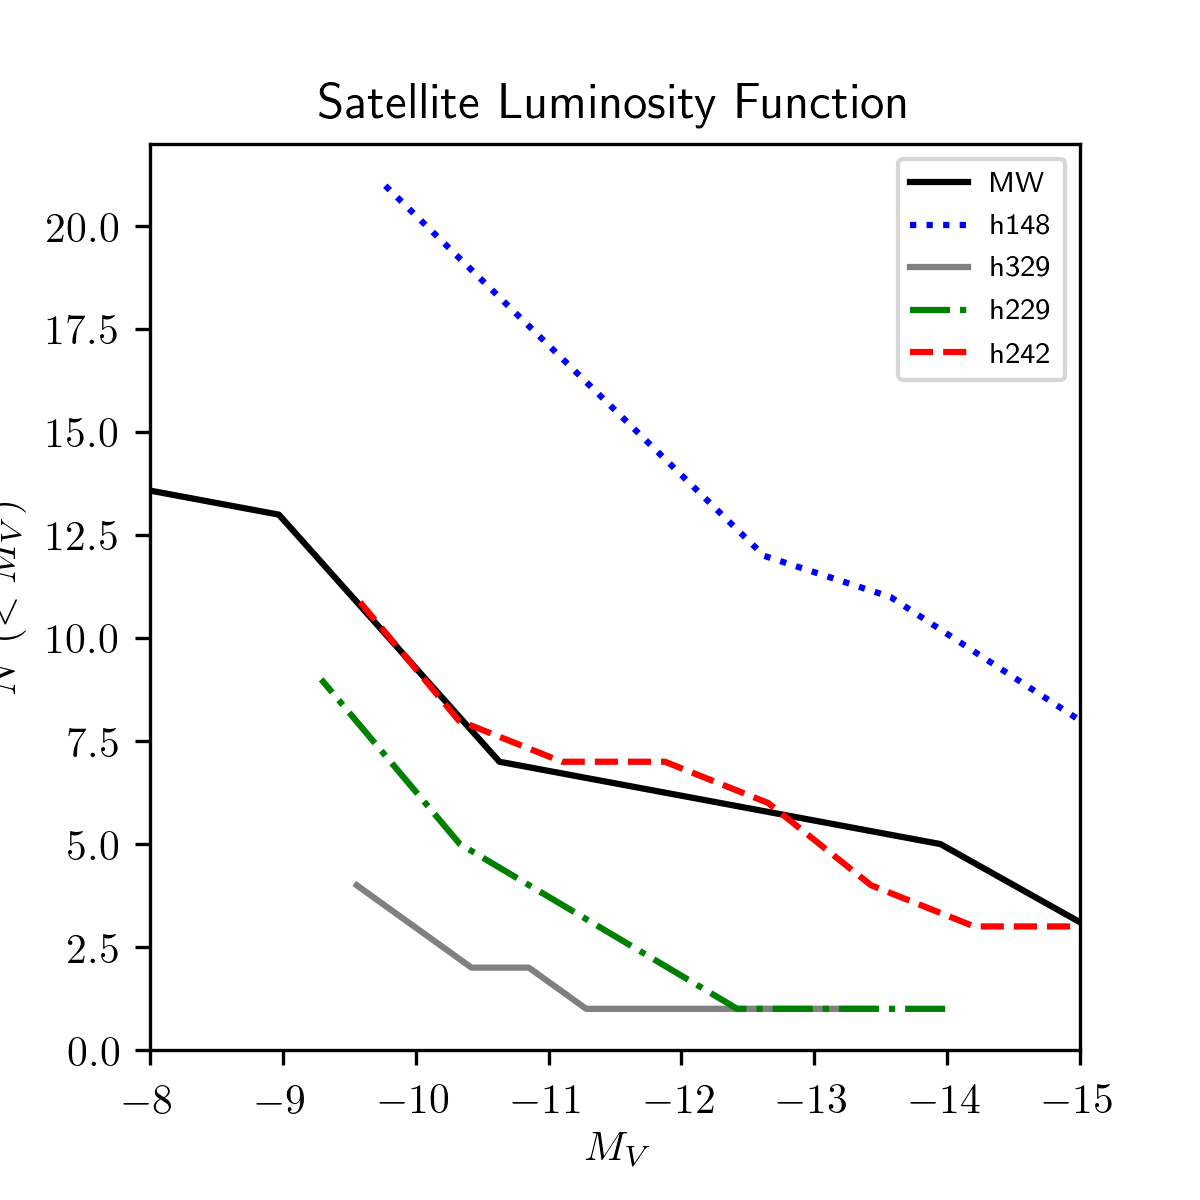 Satellite Luminosity Function
MW
h148
h329
h229
h242
20.0
17.5
15.0
12.5
10.0
7.5
5.0
2.5
0.0
N (< M_V)
−8 −9 −10 −11 −12 −13 −14 −15
M_V